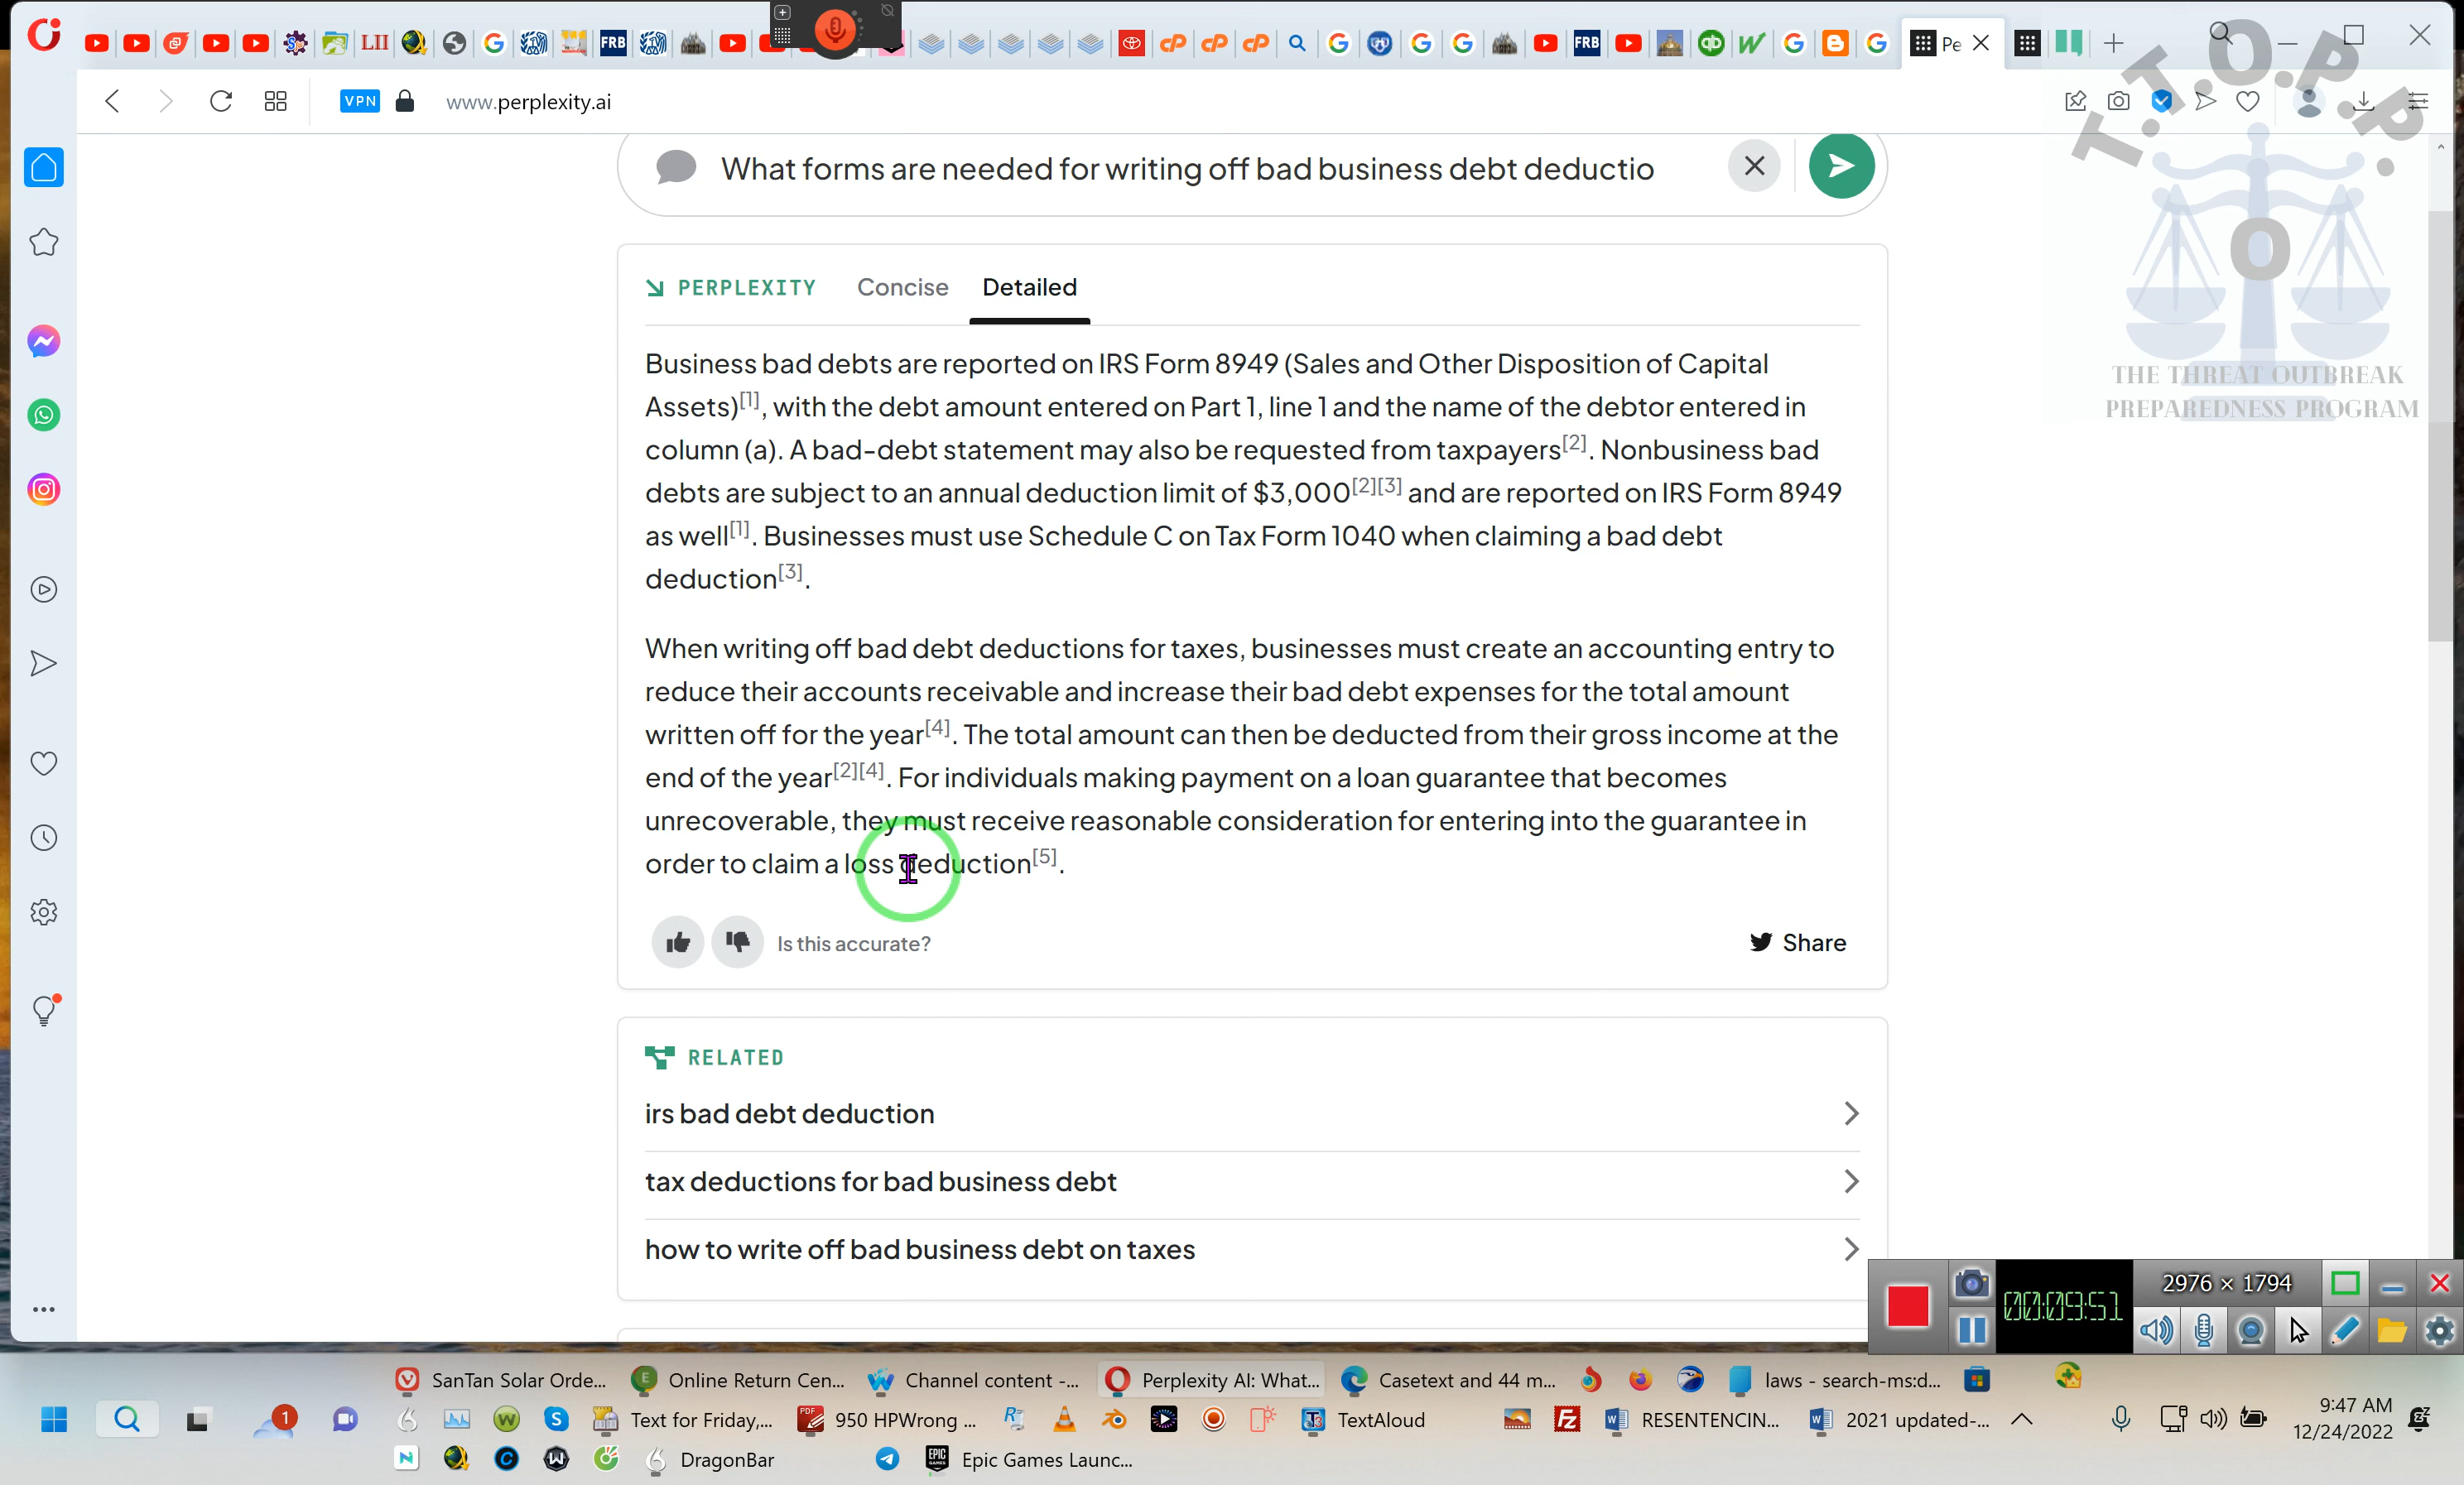 LII
FRB
FRB
Pe
VPN
www.perplexity.ai
T.T.O.P.P.
O
THE THREAT OUTBREAK
PREPAREDNESS PROGRAM
What forms are needed for writing off bad business debt deductio
PERPLEXITY Concise Detailed
Business bad debts are reported on IRS Form 8949 (Sales and Other Disposition of Capital
Assets)[1], with the debt amount entered on Part 1, line 1 and the name of the debtor entered in
column (a). A bad-debt statement may also be requested from taxpayers[2]. Nonbusiness bad
debts are subject to an annual deduction limit of $3,000[2][3] and are reported on IRS Form 8949
as well[1]. Businesses must use Schedule C on Tax Form 1040 when claiming a bad debt
deduction[3].
When writing off bad debt deductions for taxes, businesses must create an accounting entry to
reduce their accounts receivable and increase their bad debt expenses for the total amount
written off for the year[4]. The total amount can then be deducted from their gross income at the
end of the year[2][4]. For individuals making payment on a loan guarantee that becomes
unrecoverable, they must receive reasonable consideration for entering into the guarantee in
order to claim a loss deduction[5].
Is this accurate?
Share
RELATED
irs bad debt deduction
tax deductions for bad business debt
how to write off bad business debt on taxes
00:09:51
2976 × 1794
SanTan Solar Orde... Online Return Cen... Channel content -... Perplexity AI: What... Casetext and 44 m... laws - search-ms:d...
1 Text for Friday,... PDF 950 HPWrong ... TextAloud RESENTENCIN... 2021 updated-...
9:47 AM
12/24/2022
DragonBar Epic Games Launc...